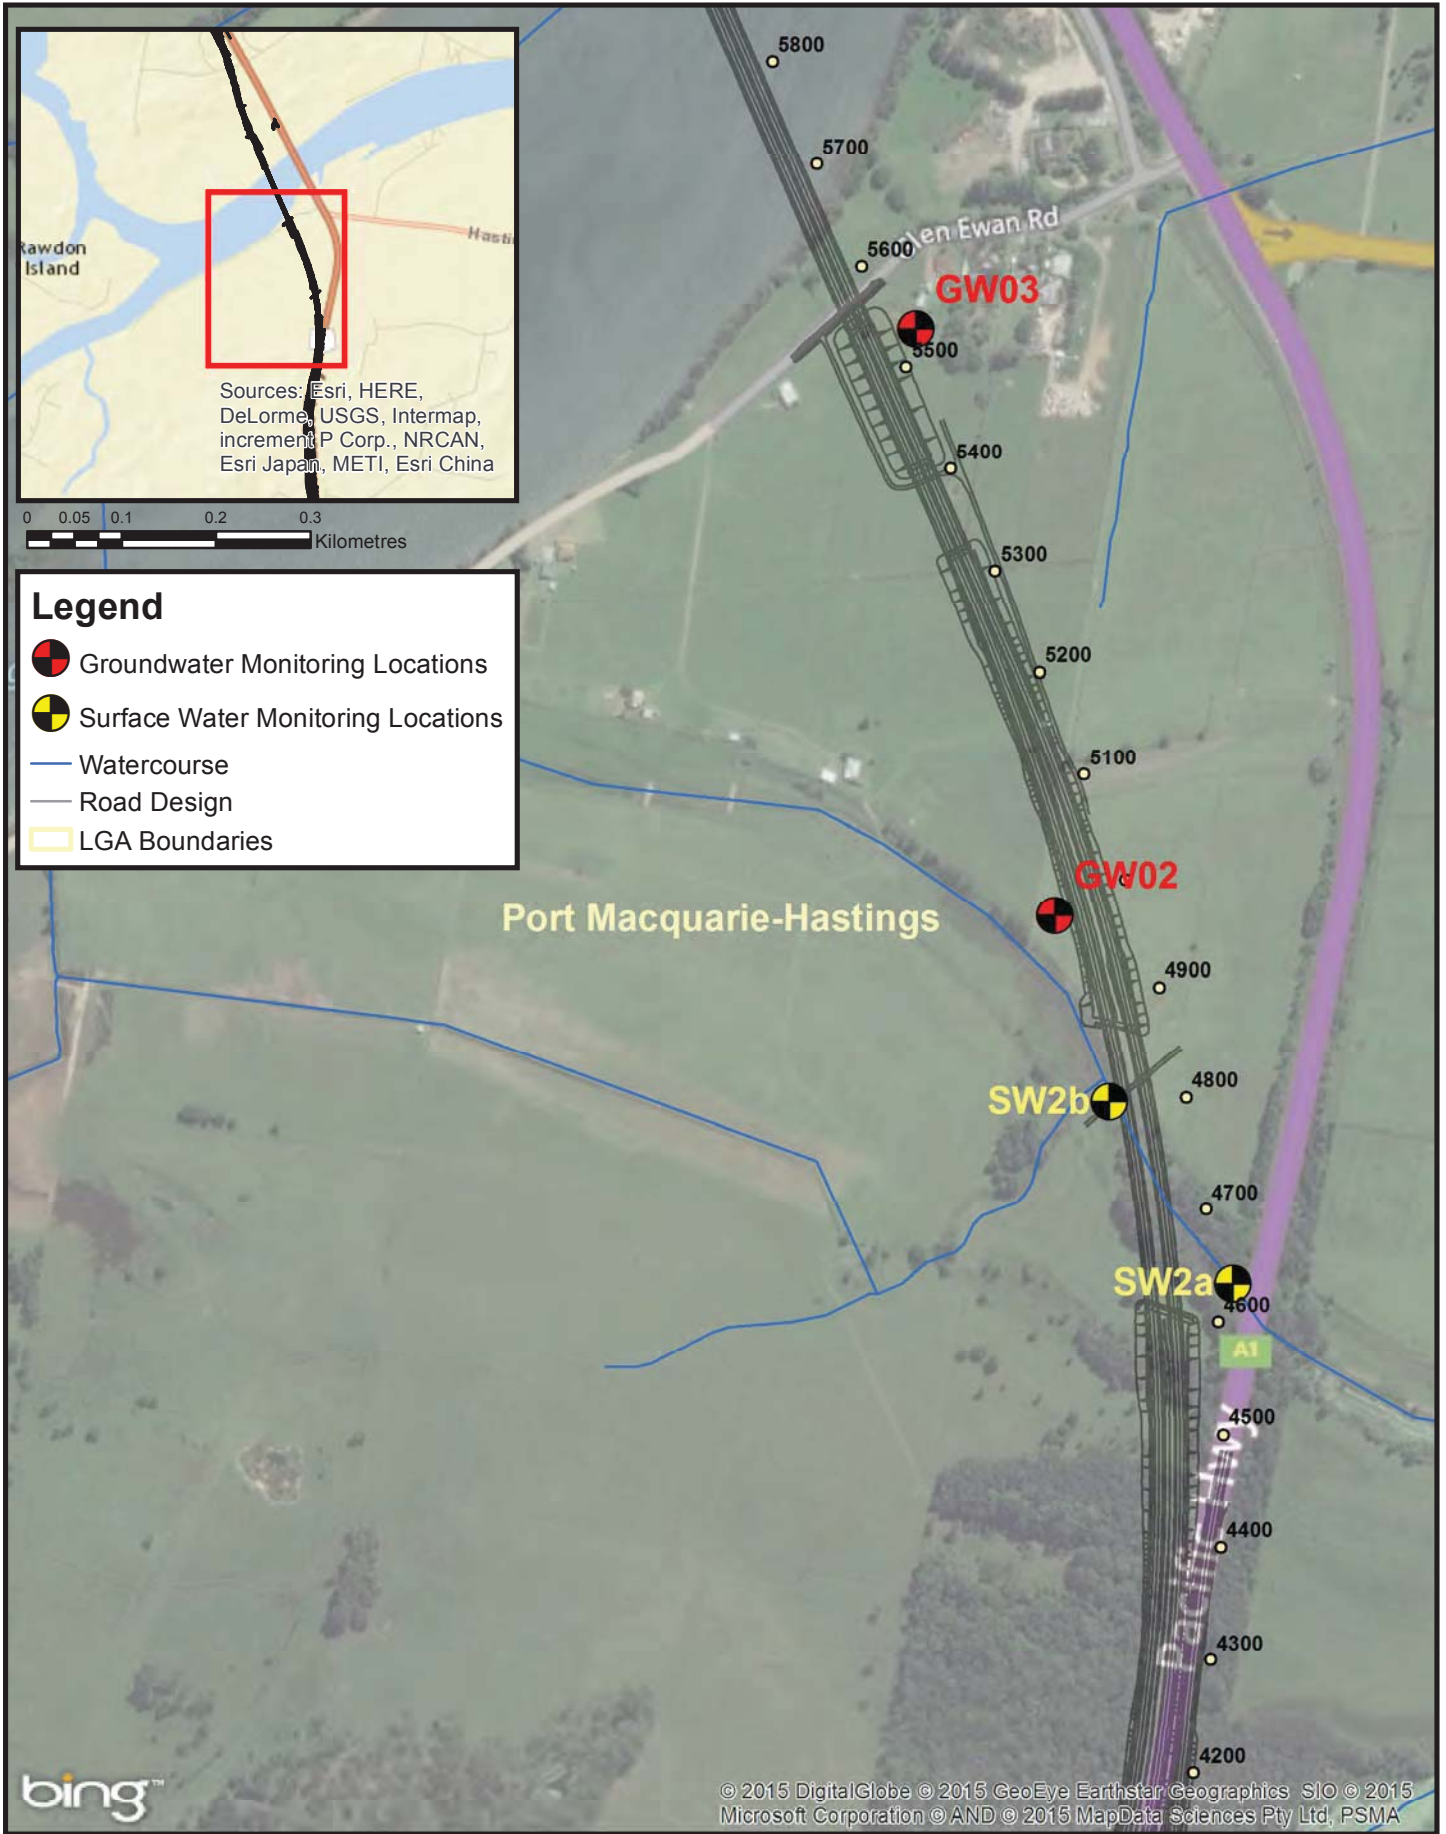 5800
5700
5600
Glen Ewan Rd
GW03
5500
5400
5300
5200
5100
GW02
4900
4800
SW2b
4700
SW2a
4600
A1
4500
Pacific Hwy
4400
4300
4200
Port Macquarie-Hastings
Rawdon
Island
Hasti
Sources: Esri, HERE,
DeLorme, USGS, Intermap,
increment P Corp., NRCAN,
Esri Japan, METI, Esri China
0 0.05 0.1 0.2 0.3
Kilometres
Legend
Groundwater Monitoring Locations
Surface Water Monitoring Locations
Watercourse
Road Design
LGA Boundaries
bing™
© 2015 DigitalGlobe © 2015 GeoEye Earthstar Geographics SIO © 2015
Microsoft Corporation © AND © 2015 MapData Sciences Pty Ltd, PSMA